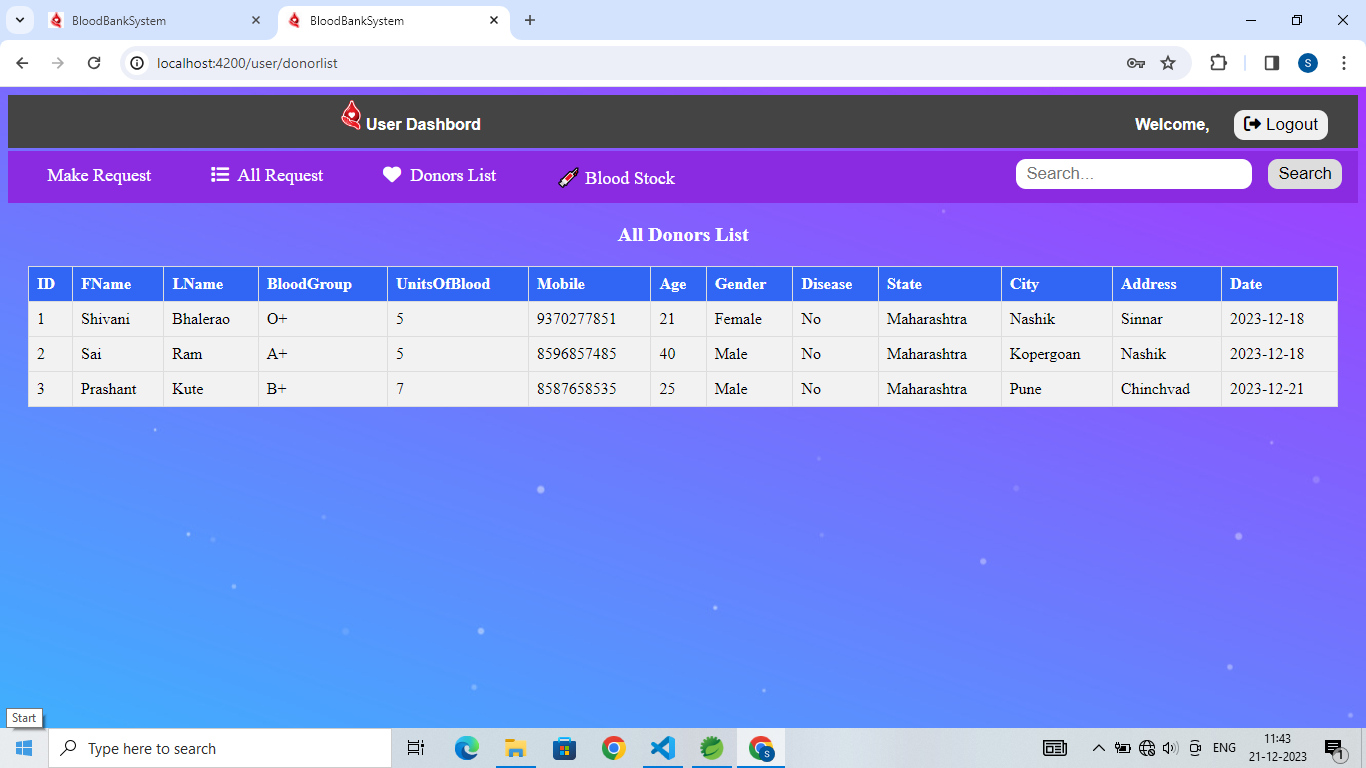 BloodBankSystem
BloodBankSystem
localhost:4200/user/donorlist
S
User Dashbord Welcome, Logout
Make Request All Request Donors List Blood Stock Search... Search
All Donors List
ID FName LName BloodGroup UnitsOfBlood Mobile Age Gender Disease State City Address Date
1 Shivani Bhalerao O+ 5 9370277851 21 Female No Maharashtra Nashik Sinnar 2023-12-18
2 Sai Ram A+ 5 8596857485 40 Male No Maharashtra Kopergoan Nashik 2023-12-18
3 Prashant Kute B+ 7 8587658535 25 Male No Maharashtra Pune Chinchvad 2023-12-21
Start
Type here to search
S
ENG
11:43
21-12-2023
1